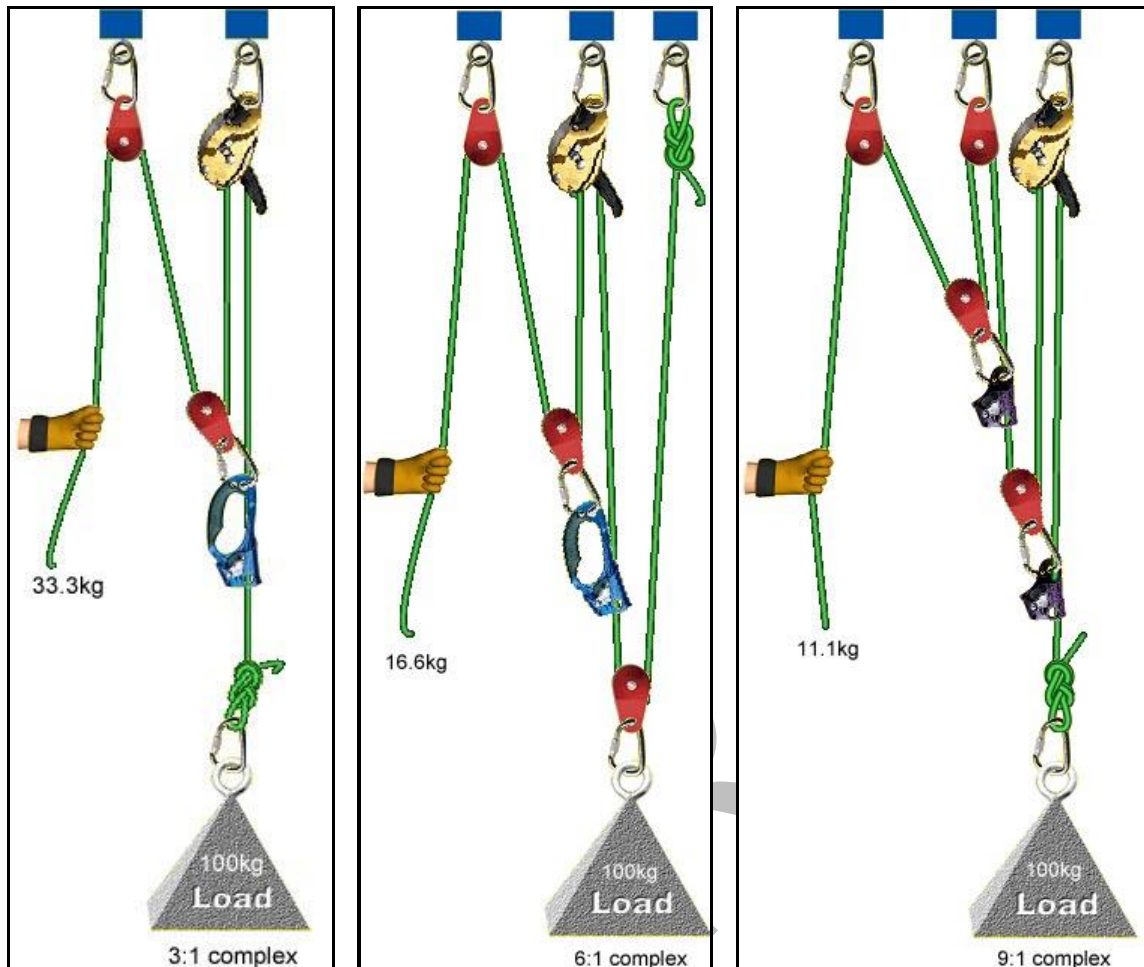 33.3kg
100kg
Load
3:1 complex
16.6kg
100kg
Load
6:1 complex
11.1kg
100kg
Load
9:1 complex